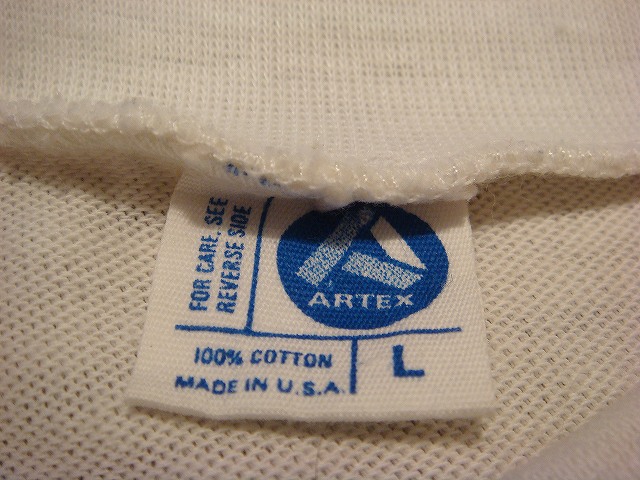 FOR CARE, SEE
REVERSE SIDE
ARTEX
100% COTTON
MADE IN U.S.A.
L